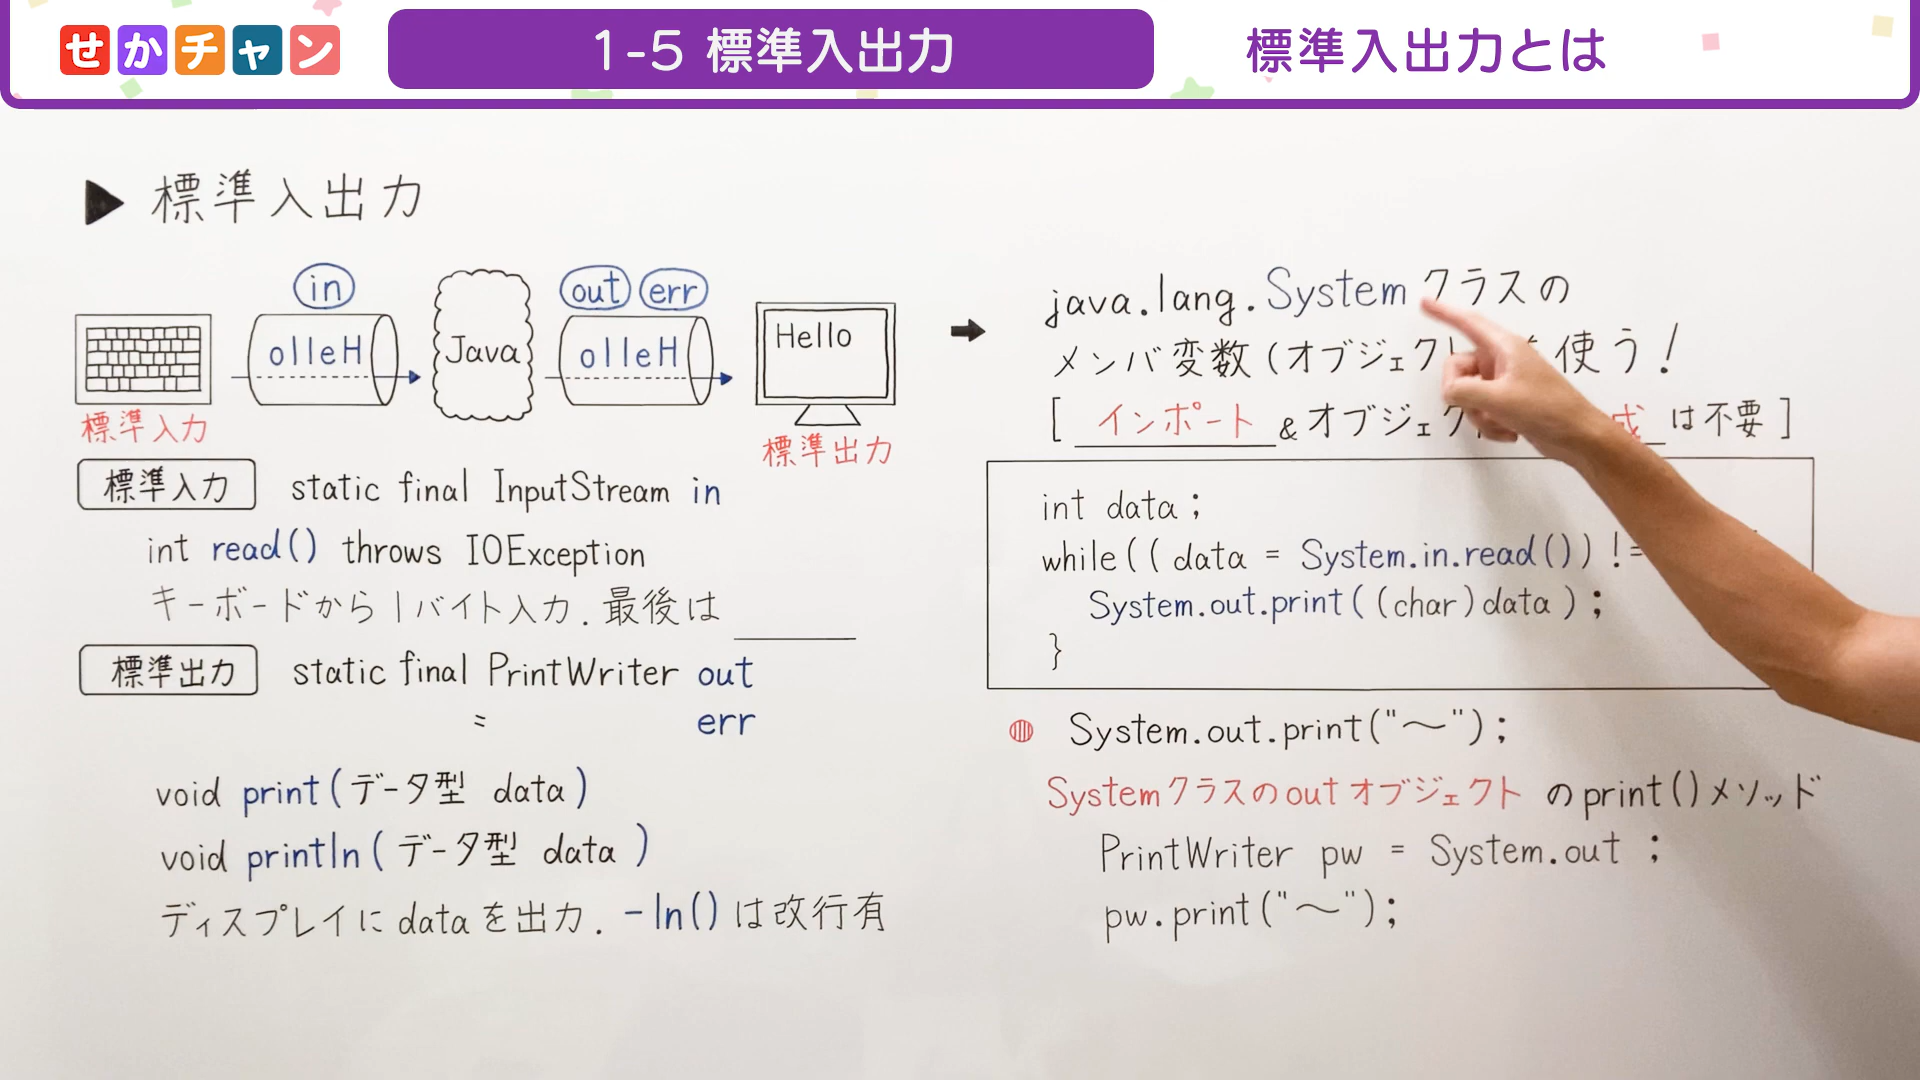 せかチャン
1-5 標準入出力
標準入出力とは
▶ 標準入出力
in
out
err
olleH
Java
olleH
Hello
標準入力
標準出力
標準入力 static final InputStream in
int read() throws IOException
キーボードから1バイト入力.最後は
標準出力 static final PrintWriter out
= err
void print(データ型 data)
void println(データ型 data)
ディスプレイにdataを出力. -ln()は改行有
➡ java.lang.Systemクラスの
メンバ変数(オブジェクト 使う!
[ インポート &オブジェク 成 は不要 ]
int data;
while((data = System.in.read()) !=
System.out.print((char)data);
}
System.out.print("～");
Systemクラスのoutオブジェクト のprint()メソッド
PrintWriter pw = System.out ;
pw.print("～");